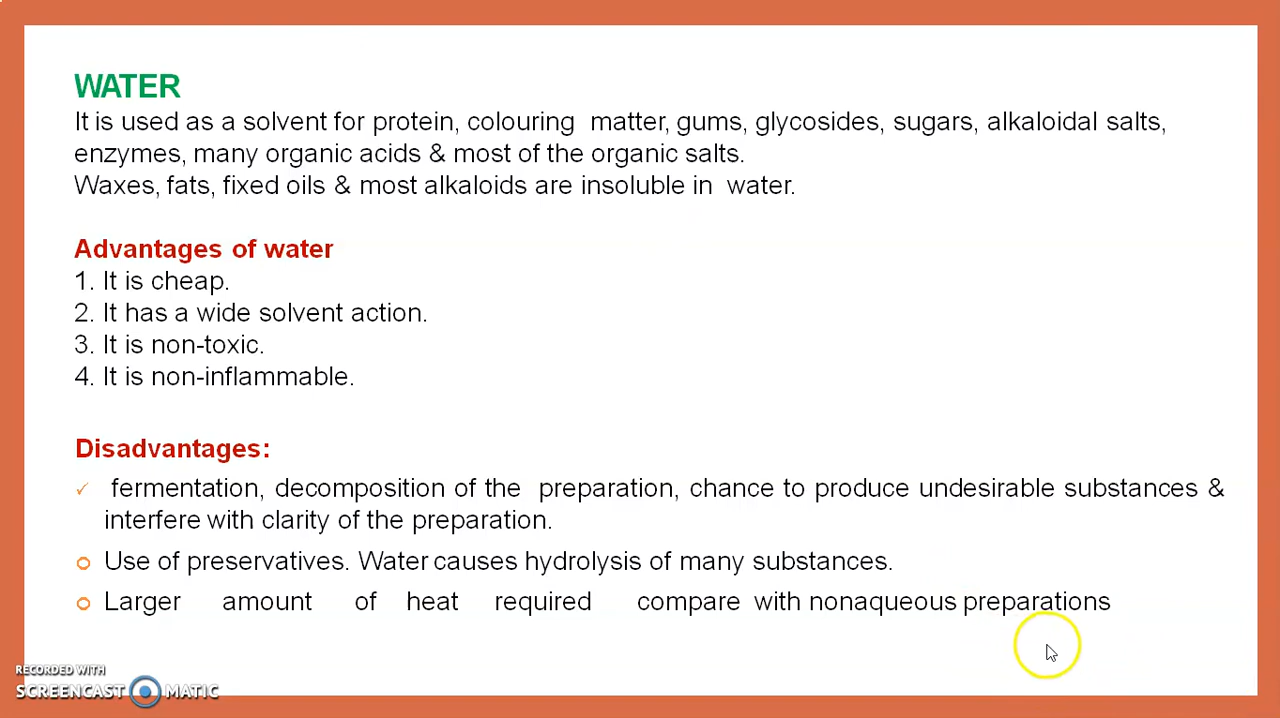 WATER
It is used as a solvent for protein, colouring matter, gums, glycosides, sugars, alkaloidal salts,
enzymes, many organic acids & most of the organic salts.
Waxes, fats, fixed oils & most alkaloids are insoluble in water.
Advantages of water
1. It is cheap.
2. It has a wide solvent action.
3. It is non-toxic.
4. It is non-inflammable.
Disadvantages:
✓ fermentation, decomposition of the preparation, chance to produce undesirable substances &
interfere with clarity of the preparation.
Use of preservatives. Water causes hydrolysis of many substances.
Larger amount of heat required compare with nonaqueous preparations
RECORDED WITH
SCREENCAST MATIC